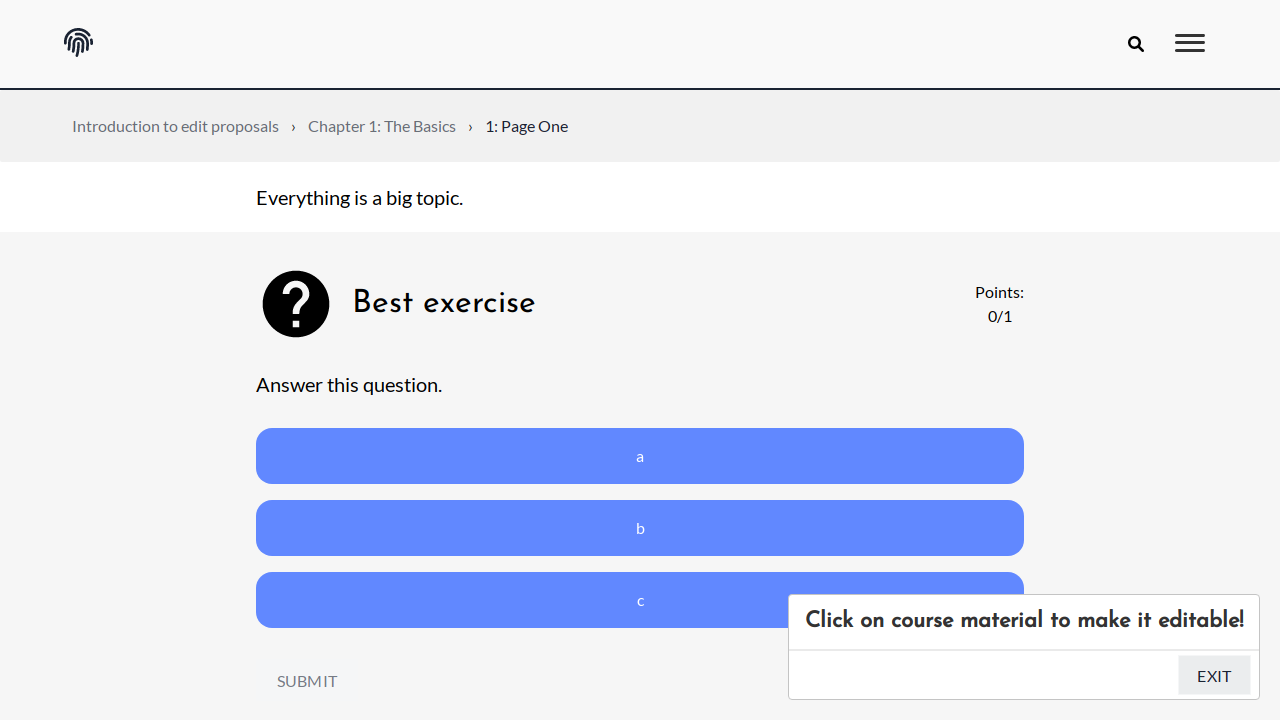 Introduction to edit proposals › Chapter 1: The Basics › 1: Page One
Everything is a big topic.
Best exercise
Points:
0/1
Answer this question.
a
b
c
Click on course material to make it editable!
SUBMIT
EXIT